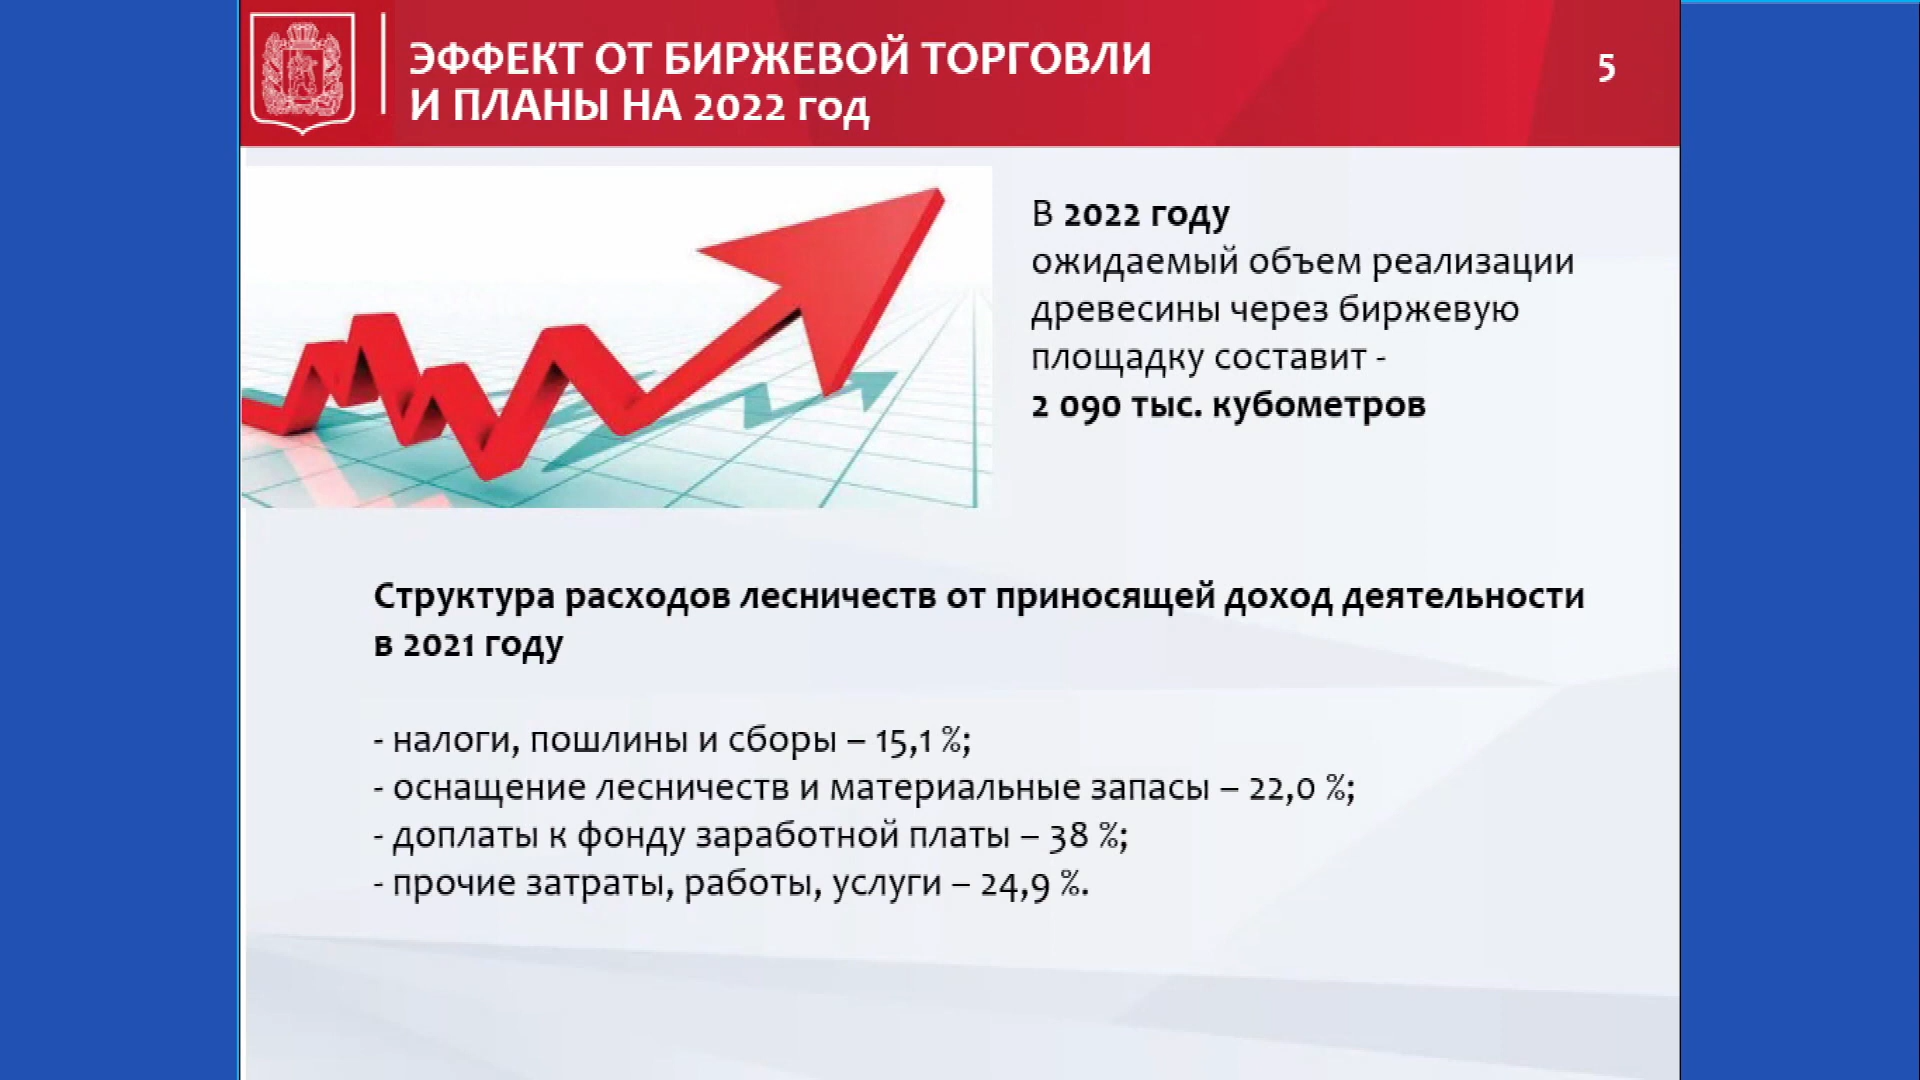 ЭФФЕКТ ОТ БИРЖЕВОЙ ТОРГОВЛИ
И ПЛАНЫ НА 2022 год
5
В 2022 году
ожидаемый объем реализации
древесины через биржевую
площадку составит -
2 090 тыс. кубометров
Структура расходов лесничеств от приносящей доход деятельности
в 2021 году
- налоги, пошлины и сборы – 15,1 %;
- оснащение лесничеств и материальные запасы – 22,0 %;
- доплаты к фонду заработной платы – 38 %;
- прочие затраты, работы, услуги – 24,9 %.